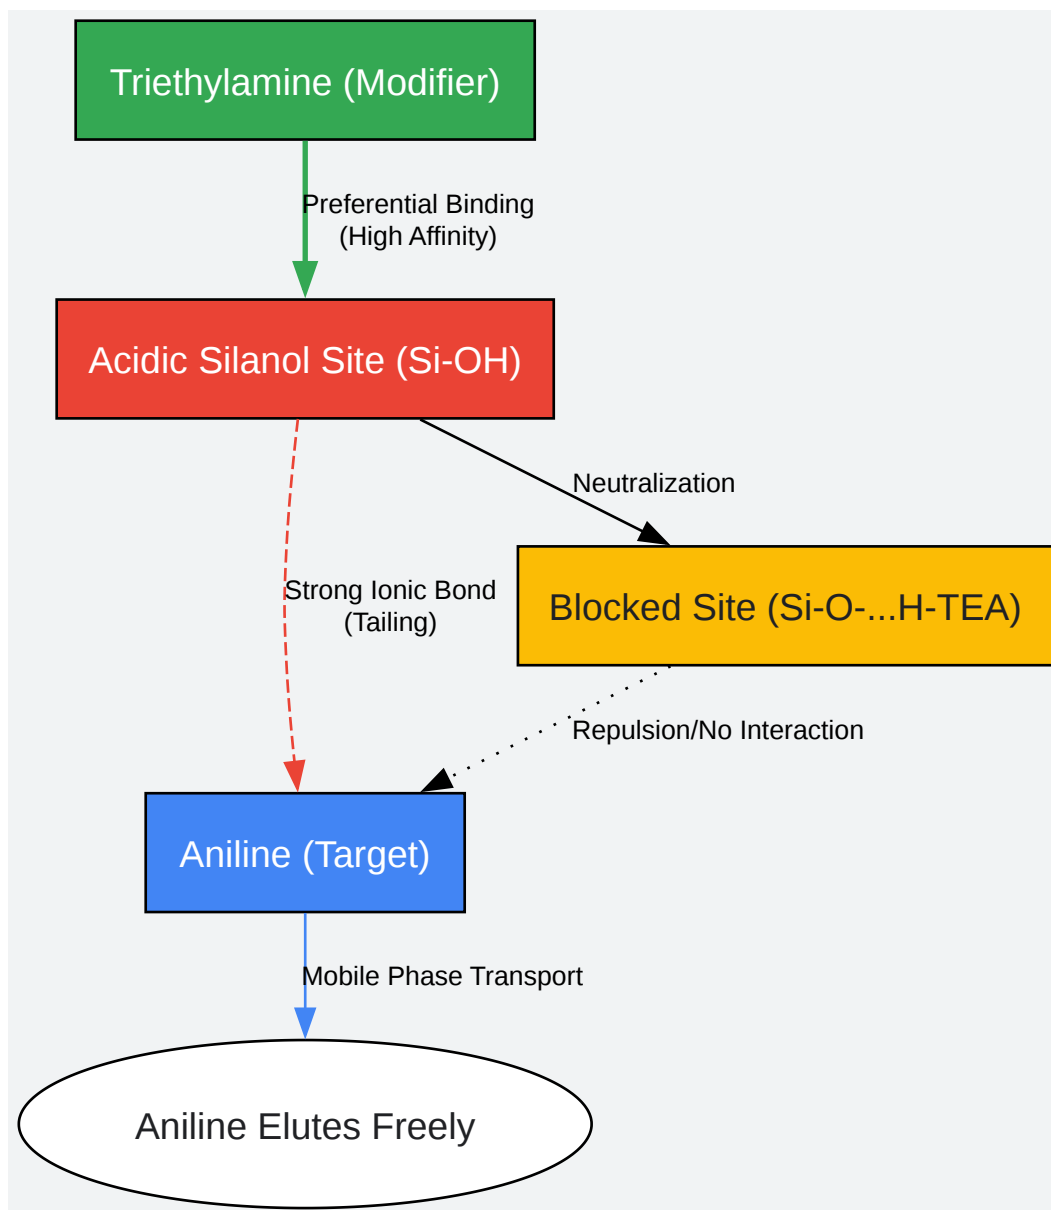 Triethylamine (Modifier)
Preferential Binding
(High Affinity)
Acidic Silanol Site (Si-OH)
Neutralization
Blocked Site (Si-O-...H-TEA)
Strong Ionic Bond
(Tailing)
Repulsion/No Interaction
Aniline (Target)
Mobile Phase Transport
Aniline Elutes Freely